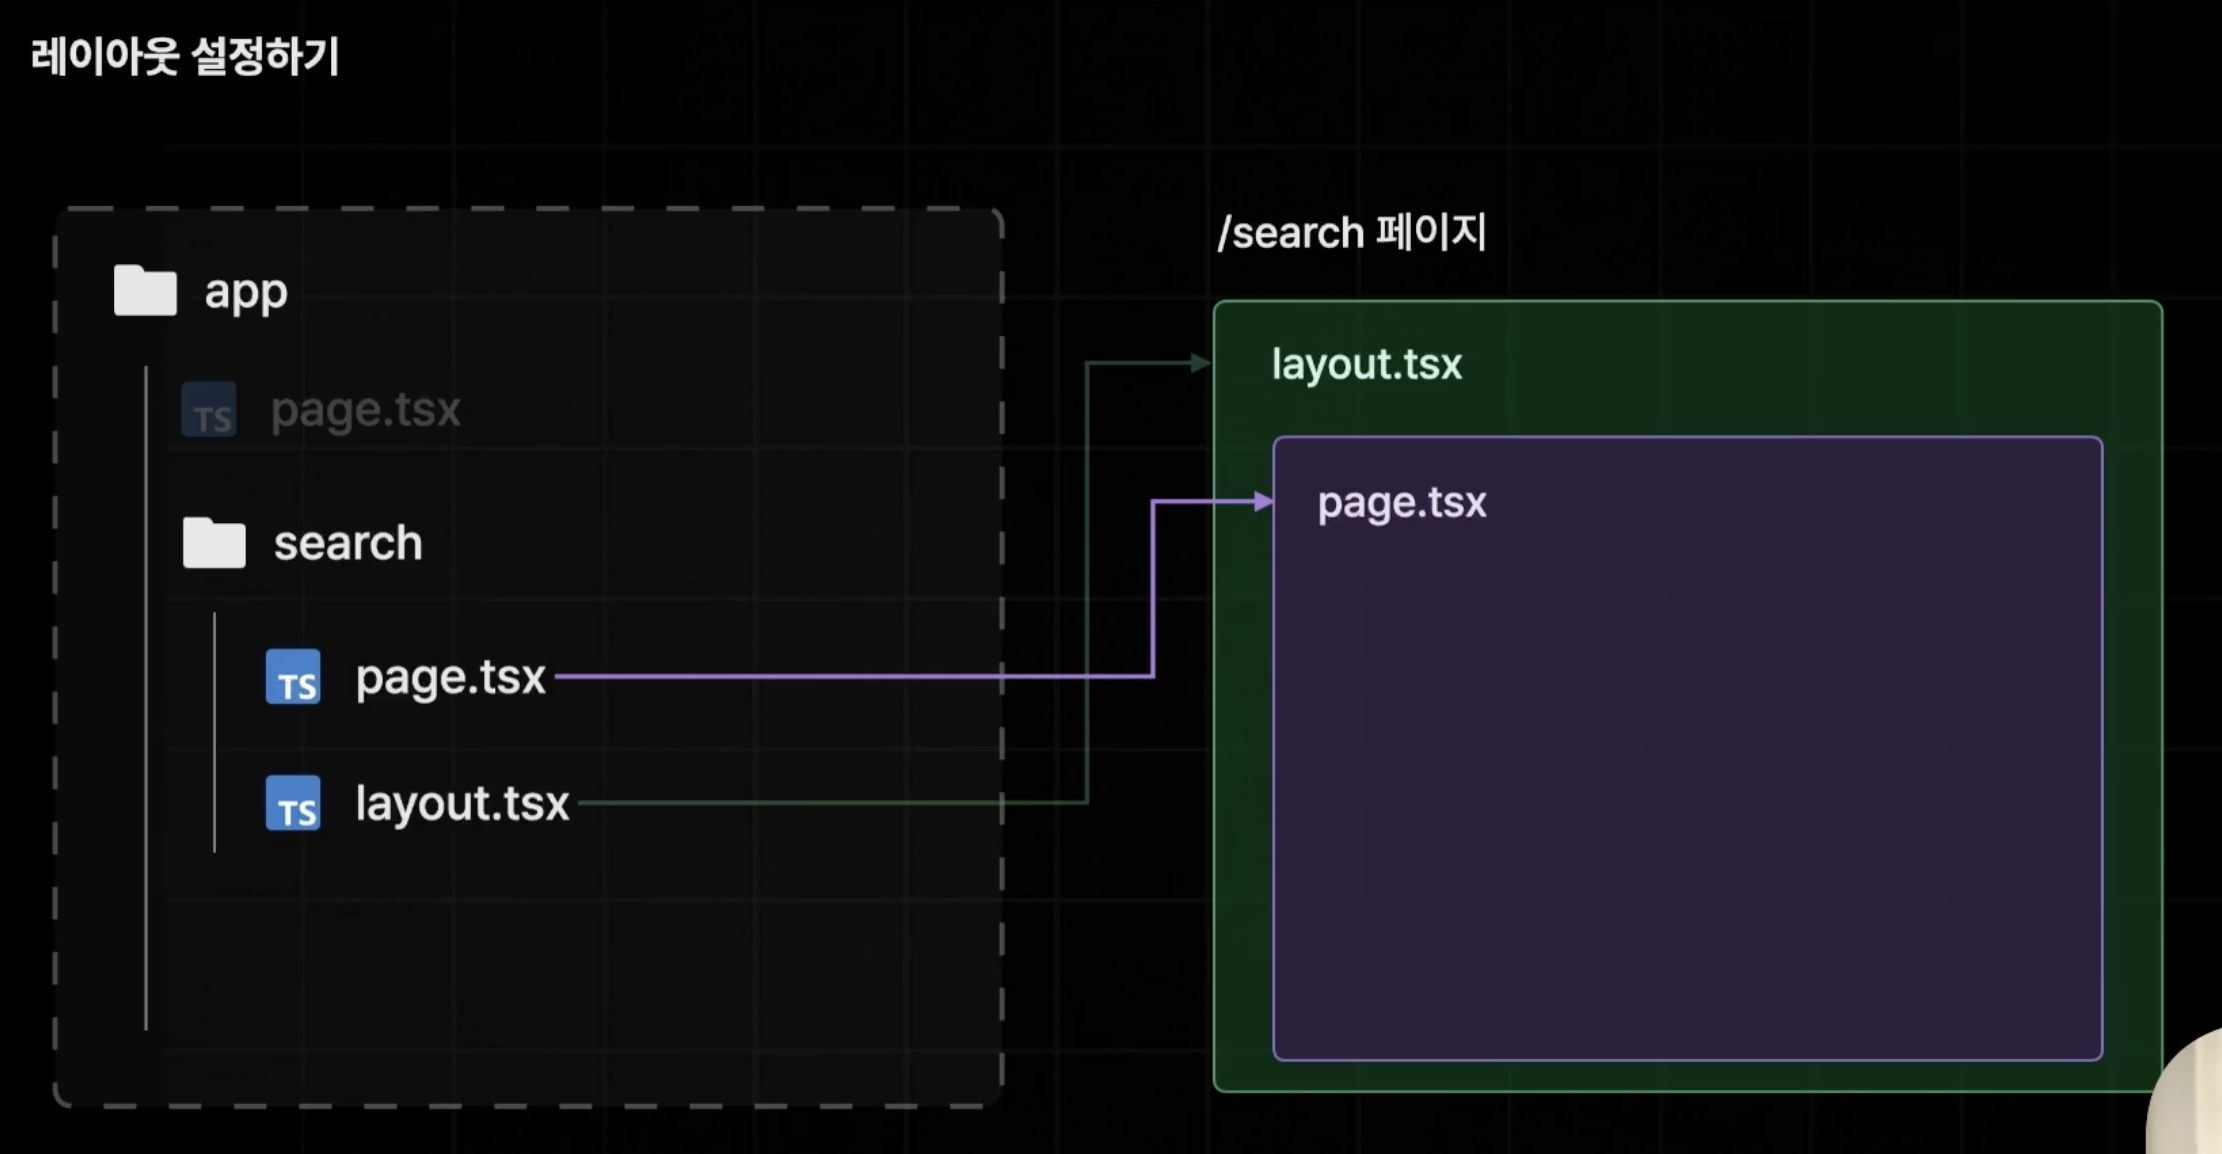 레이아웃 설정하기
app
TS page.tsx
search
TS page.tsx
TS layout.tsx
/search 페이지
layout.tsx
page.tsx